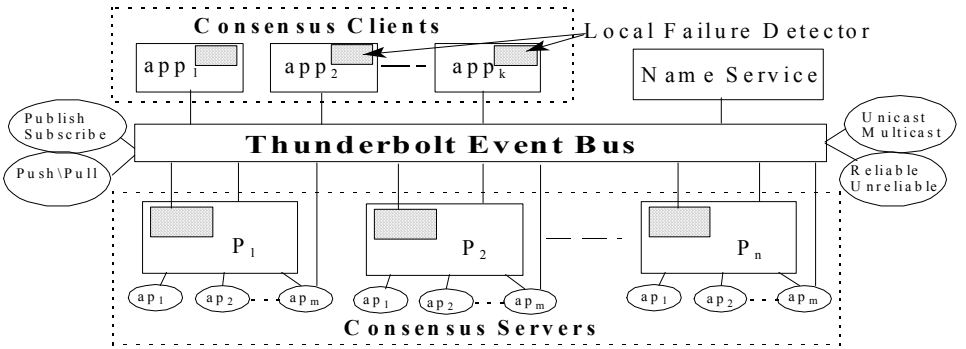 Consensus Clients
Local Failure Detector
app1
app2
appk
Name Service
Publish
Subscribe
Thunderbolt Event Bus
Unicast
Multicast
Push\Pull
Reliable
Unreliable
P1
P2
Pn
ap1
ap2
apm
ap1
ap2
apm
ap1
ap2
apm
Consensus Servers